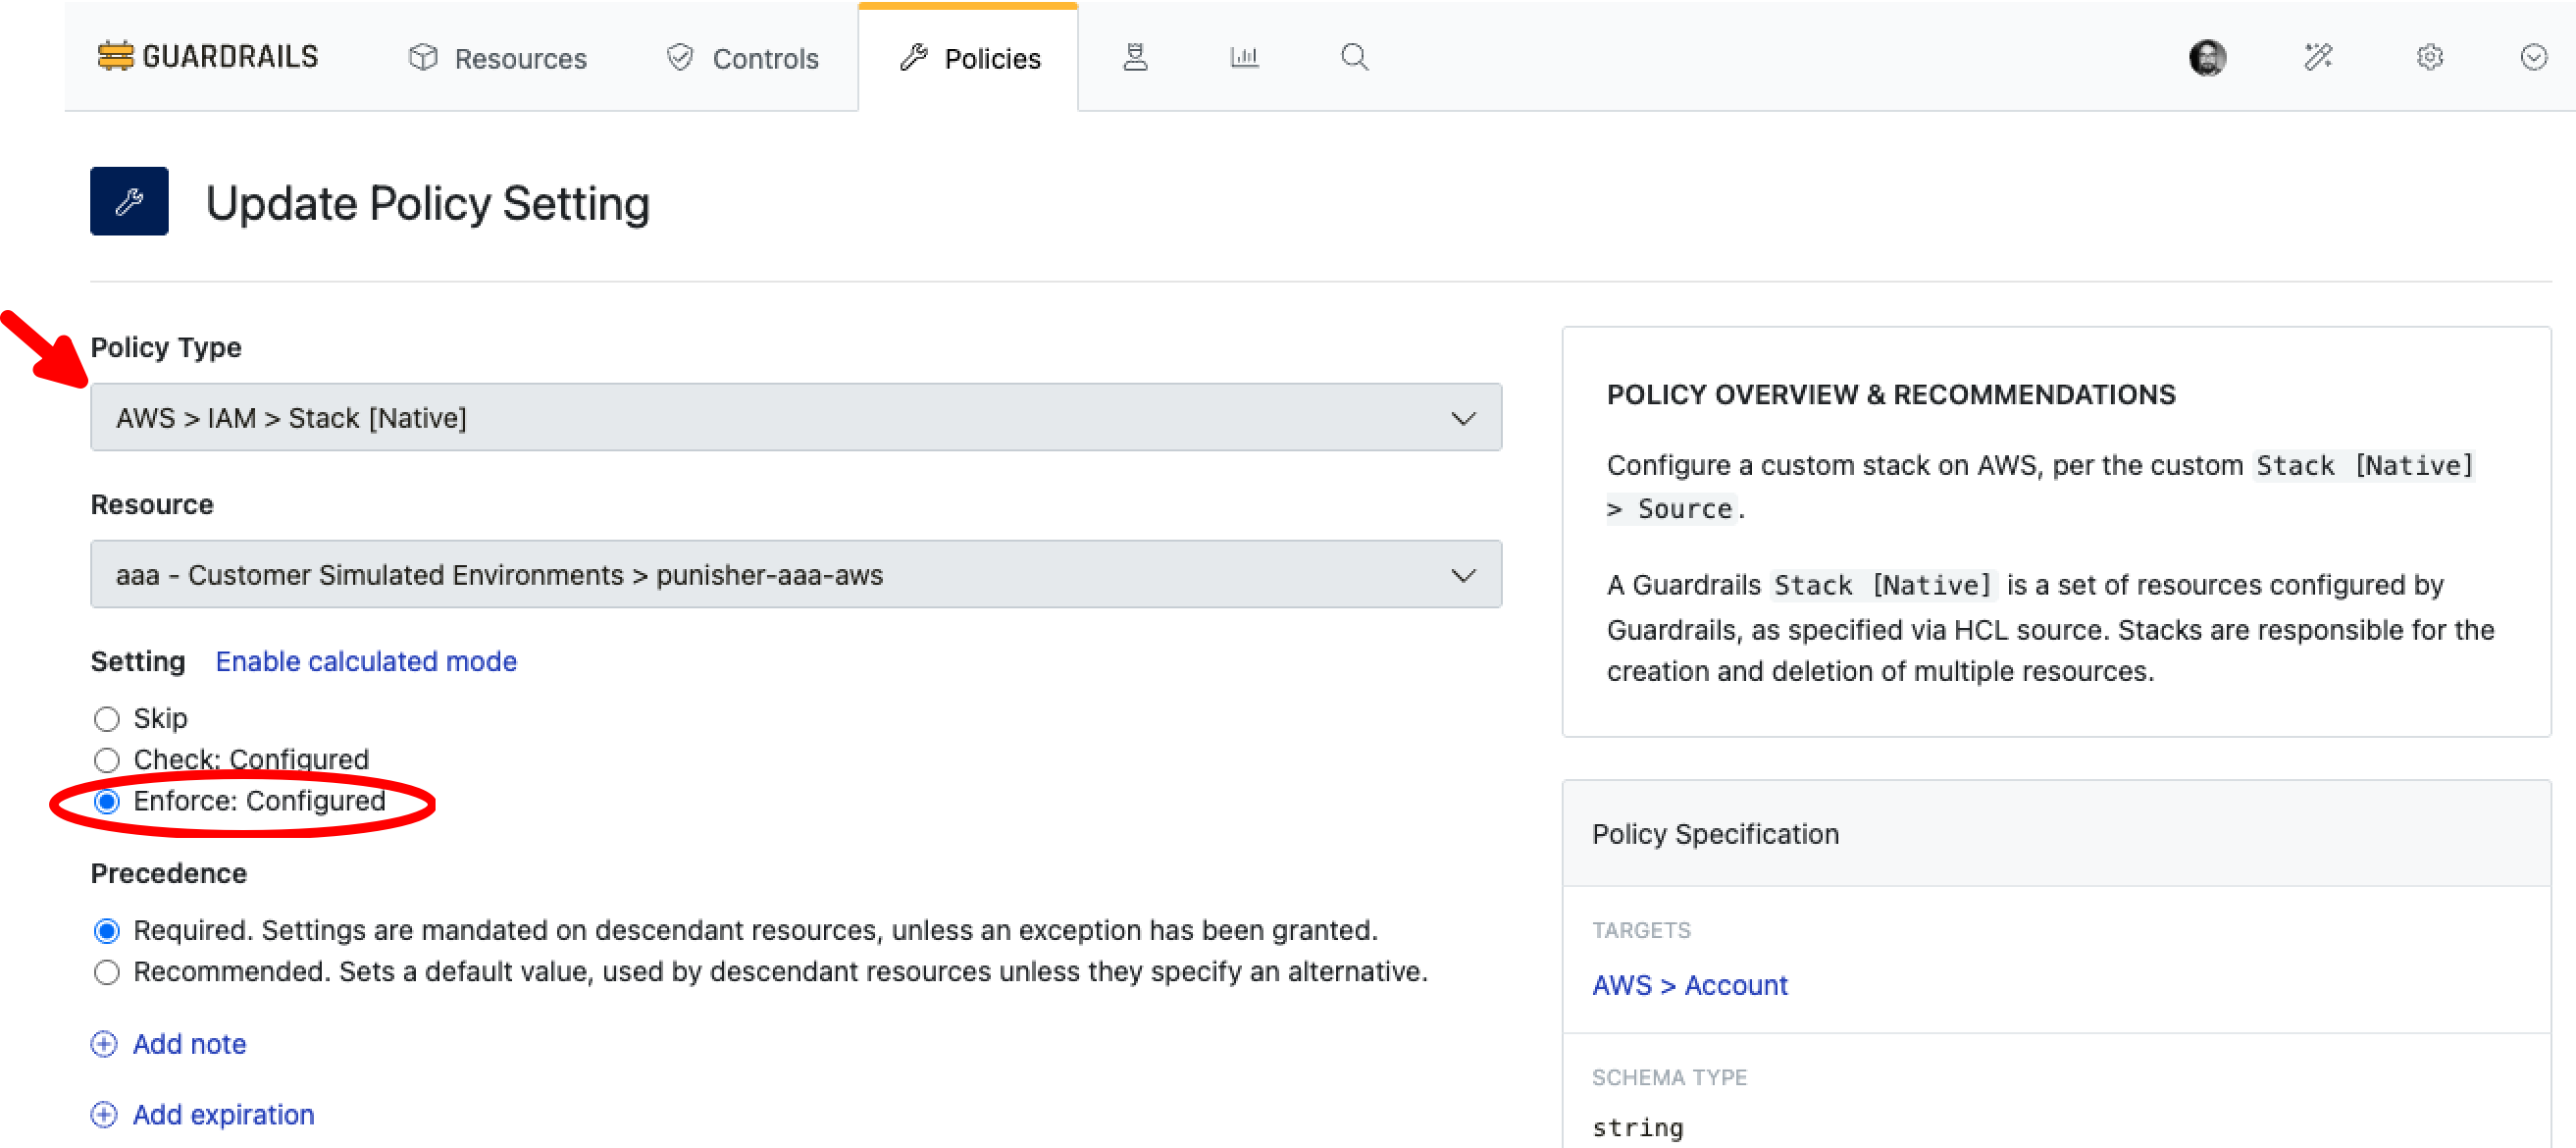 GUARDRAILS
Resources
Controls
Policies
Update Policy Setting
Policy Type
AWS > IAM > Stack [Native]
Resource
aaa - Customer Simulated Environments > punisher-aaa-aws
Setting Enable calculated mode
Skip
Check: Configured
Enforce: Configured
Precedence
Required. Settings are mandated on descendant resources, unless an exception has been granted.
Recommended. Sets a default value, used by descendant resources unless they specify an alternative.
Add note
Add expiration
POLICY OVERVIEW & RECOMMENDATIONS
Configure a custom stack on AWS, per the custom Stack [Native]
> Source.
A Guardrails Stack [Native] is a set of resources configured by
Guardrails, as specified via HCL source. Stacks are responsible for the
creation and deletion of multiple resources.
Policy Specification
TARGETS
AWS > Account
SCHEMA TYPE
string